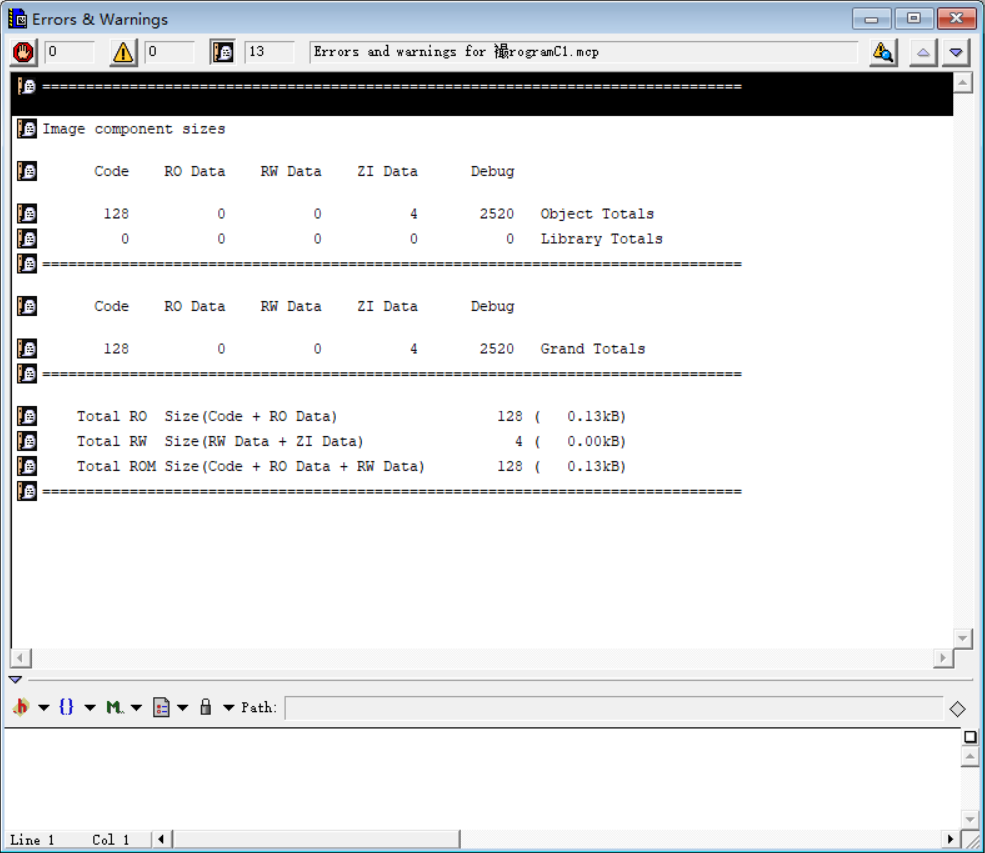 Errors & Warnings
0 0 13 Errors and warnings for 襊rogramC1.mcp
================================================================================
Image component sizes
Code RO Data RW Data ZI Data Debug
128 0 0 4 2520 Object Totals
0 0 0 0 0 Library Totals
================================================================================
Code RO Data RW Data ZI Data Debug
128 0 0 4 2520 Grand Totals
================================================================================
Total RO Size(Code + RO Data) 128 ( 0.13kB)
Total RW Size(RW Data + ZI Data) 4 ( 0.00kB)
Total ROM Size(Code + RO Data + RW Data) 128 ( 0.13kB)
================================================================================
h {} M.. Path:
Line 1 Col 1